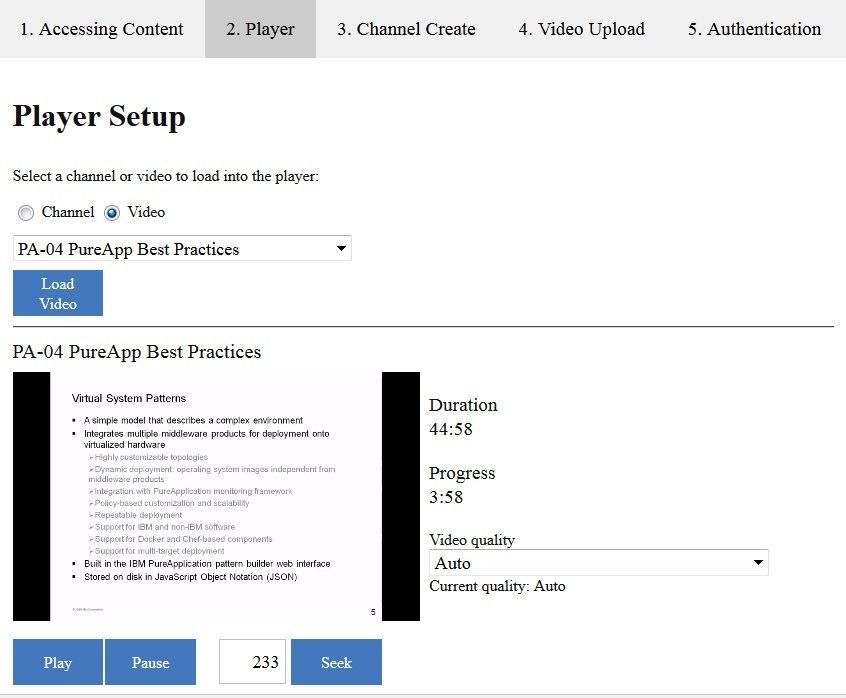 1. Accessing Content 2. Player 3. Channel Create 4. Video Upload 5. Authentication
Player Setup
Select a channel or video to load into the player:
Channel Video
PA-04 PureApp Best Practices
Load
Video
PA-04 PureApp Best Practices
Virtual System Patterns
▪ A simple model that describes a complex environment
▪ Integrates multiple middleware products for deployment onto
virtualized hardware
➢Highly customizable topologies
➢Dynamic deployment: operating system images independent from
middleware products
➢Integration with PureApplication monitoring framework
➢Policy-based customization and scalability
➢Repeatable deployment
➢Support for IBM and non-IBM software
➢Support for Docker and Chef-based components
➢Support for multi-target deployment
▪ Built in the IBM PureApplication pattern builder web interface
▪ Stored on disk in JavaScript Object Notation (JSON)
5
Duration
44:58
Progress
3:58
Video quality
Auto
Current quality: Auto
Play Pause 233 Seek